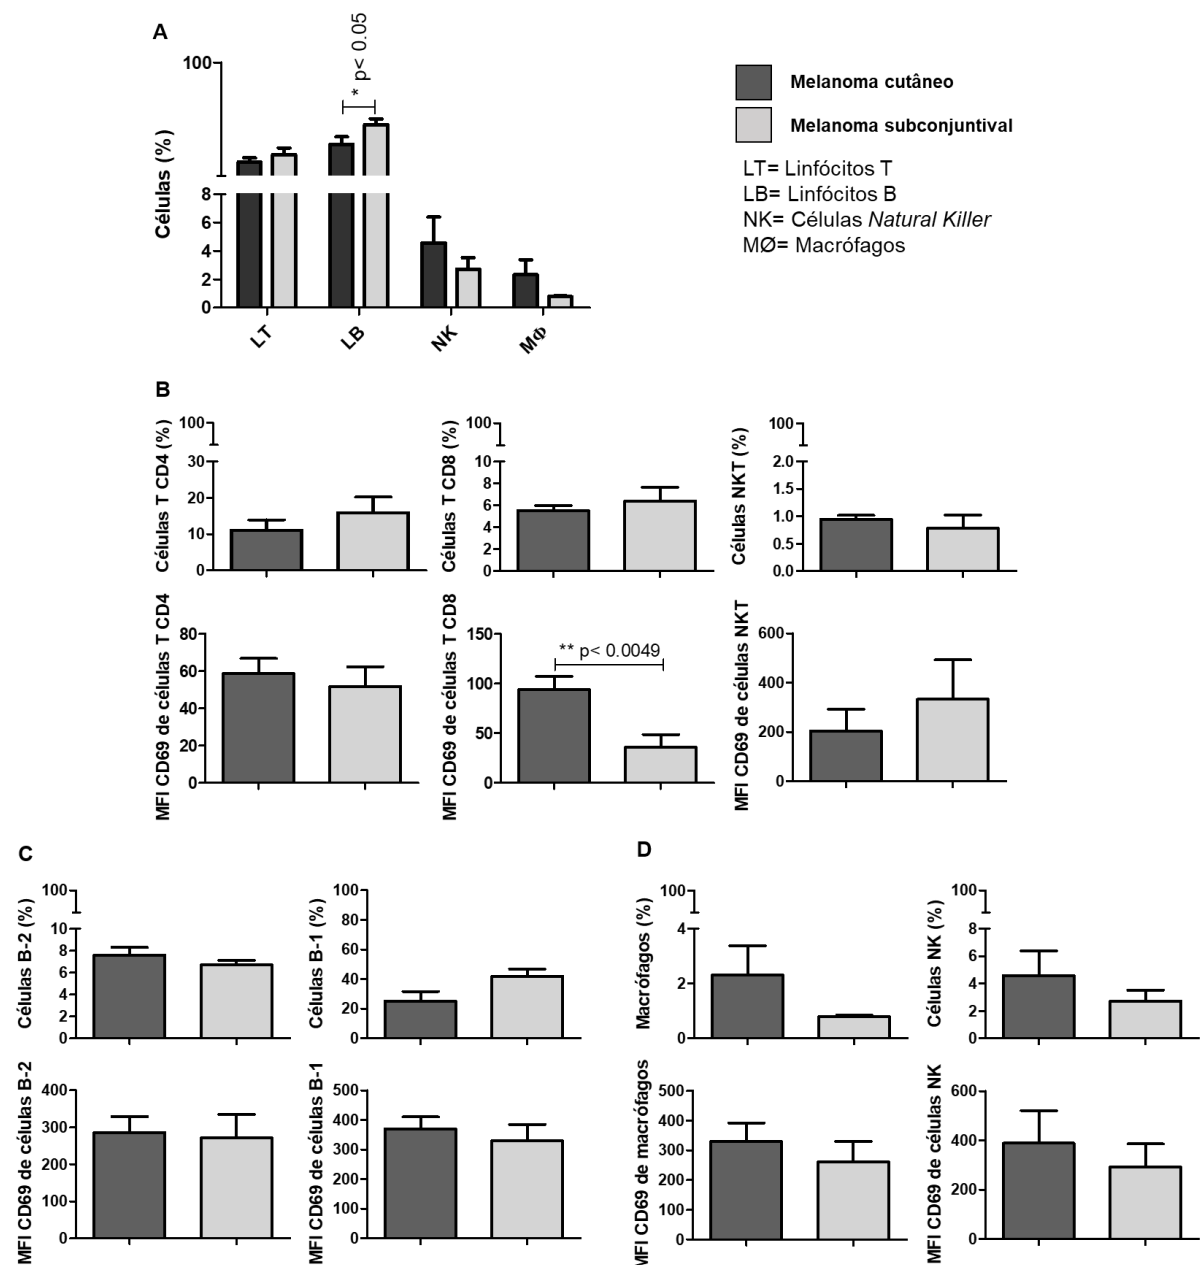 A
* p< 0.05
Células (%)
100
8
6
4
2
0
LT
LB
NK
MΦ
Melanoma cutâneo
Melanoma subconjuntival
LT= Linfócitos T
LB= Linfócitos B
NK= Células Natural Killer
MØ= Macrófagos
B
Células T CD4 (%)
100
30
20
10
0
Células T CD8 (%)
100
10
8
6
4
2
0
Células NKT (%)
100
2.0
1.5
1.0
0.5
0.0
MFI CD69 de células T CD4
80
60
40
20
0
MFI CD69 de células T CD8
150
100
50
0
** p< 0.0049
MFI CD69 de células NKT
600
400
200
0
C
Células B-2 (%)
100
10
8
6
4
2
0
Células B-1 (%)
100
80
60
40
20
0
MFI CD69 de células B-2
400
300
200
100
0
MFI CD69 de células B-1
500
400
300
200
100
0
D
Macrófagos (%)
100
4
2
0
Células NK (%)
100
8
6
4
2
0
MFI CD69 de macrófagos
500
400
300
200
100
0
MFI CD69 de células NK
600
400
200
0